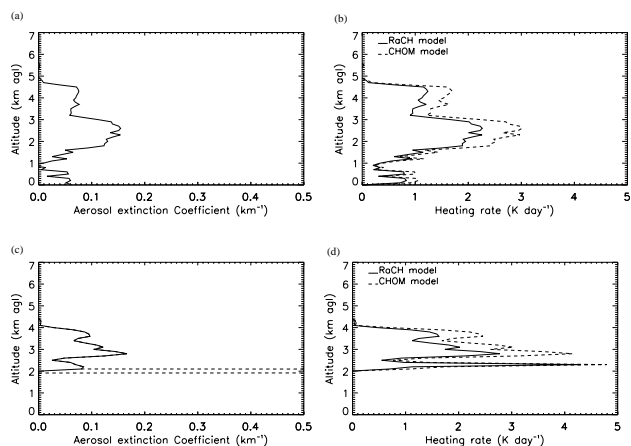 (a)
7
6
5
4
3
2
1
0
Altitude (km agl)
0.0 0.1 0.2 0.3 0.4 0.5
Aerosol extinction Coefficient (km⁻¹)
(b)
RaCH model
CHOM model
7
6
5
4
3
2
1
0
Altitude (km agl)
0 1 2 3 4 5
Heating rate (K day⁻¹)
(c)
7
6
5
4
3
2
1
0
Altitude (km agl)
0.0 0.1 0.2 0.3 0.4 0.5
Aerosol extinction Coefficient (km⁻¹)
(d)
RaCH model
CHOM model
7
6
5
4
3
2
1
0
Altitude (km agl)
0 1 2 3 4 5
Heating rate (K day⁻¹)